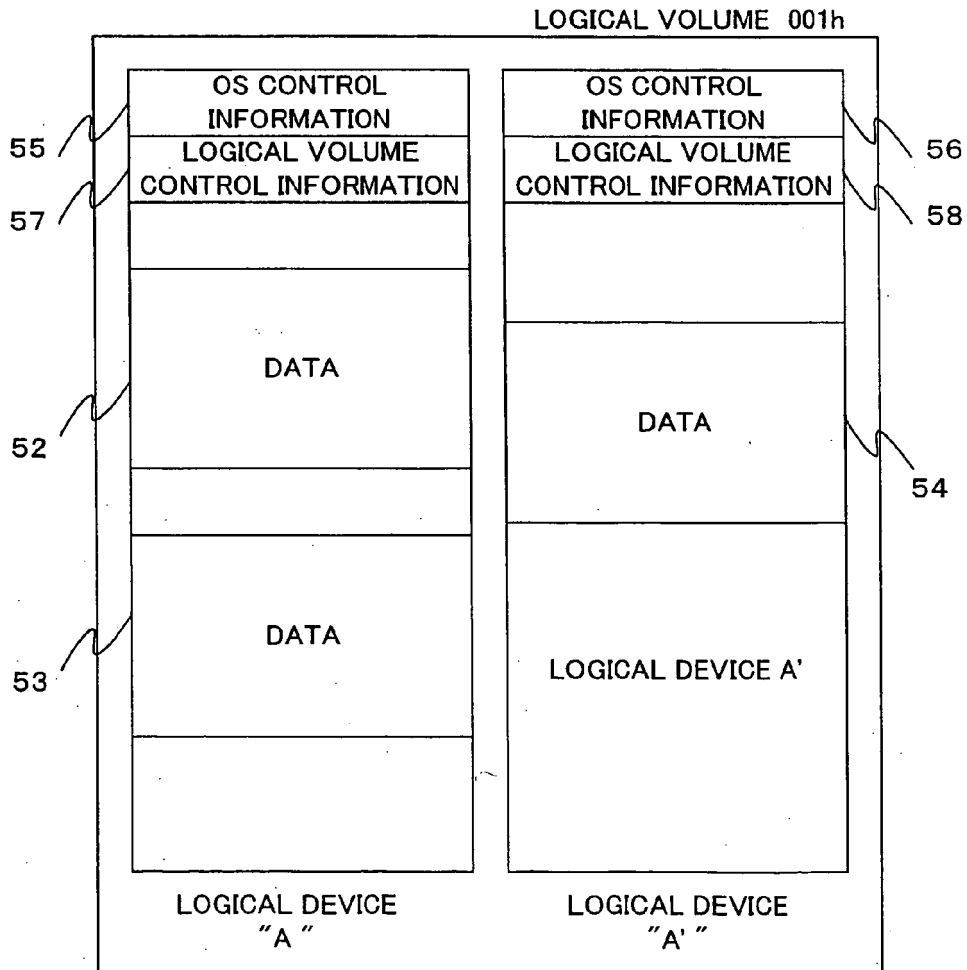 LOGICAL VOLUME 001h
OS CONTROL
INFORMATION
LOGICAL VOLUME
CONTROL INFORMATION
DATA
DATA
LOGICAL DEVICE
"A"
55
57
52
53
OS CONTROL
INFORMATION
LOGICAL VOLUME
CONTROL INFORMATION
DATA
LOGICAL DEVICE A'
LOGICAL DEVICE
"A'"
56
58
54